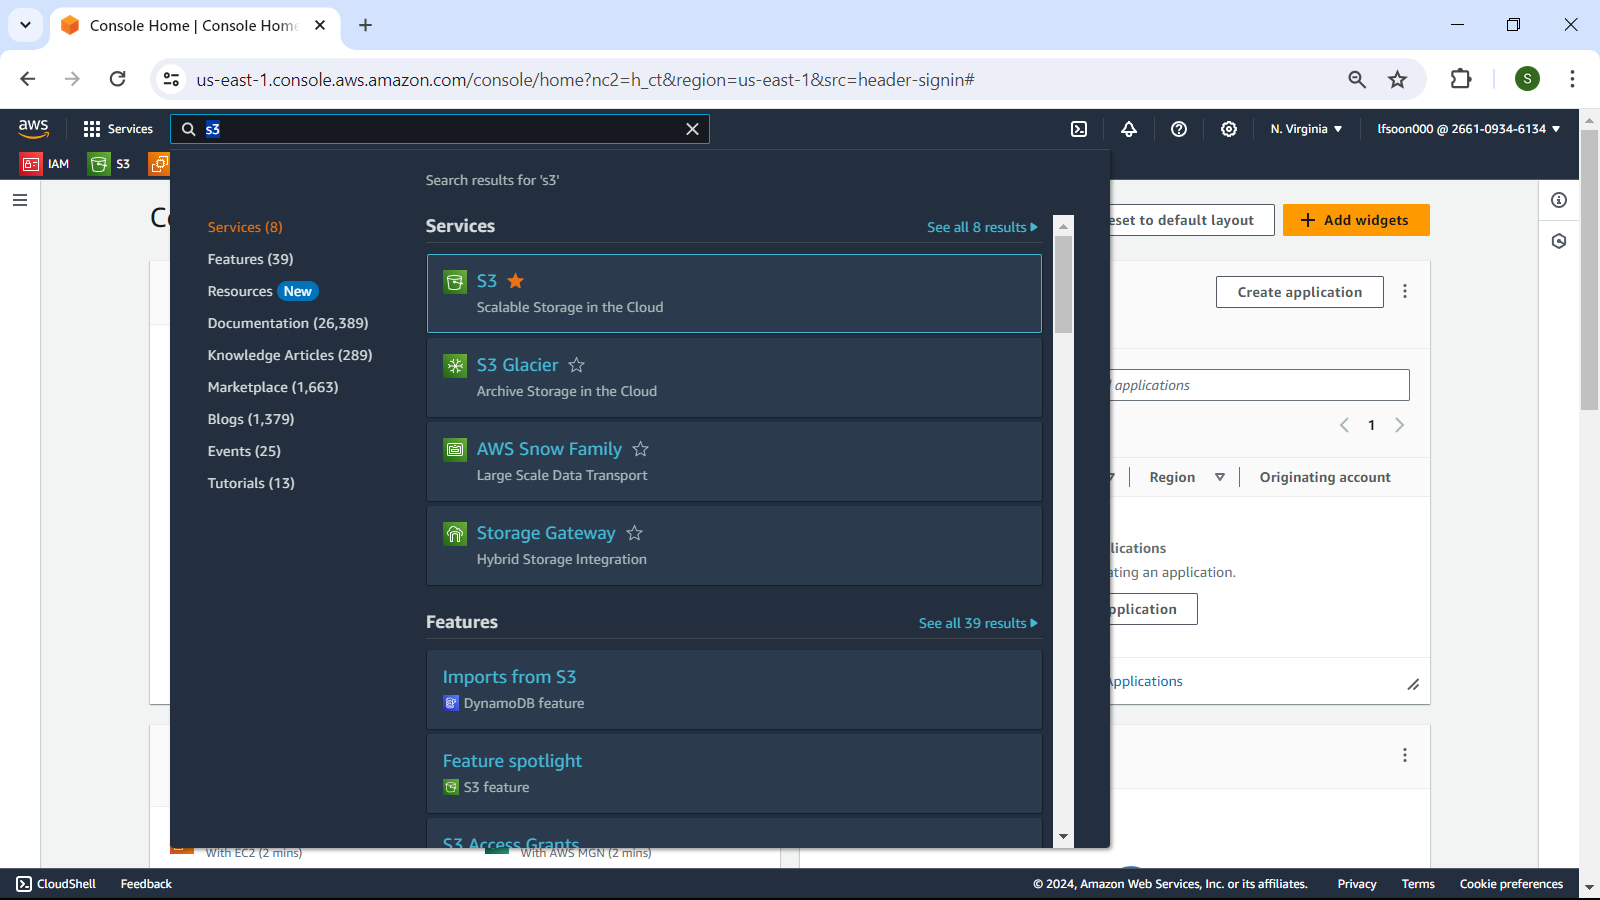 Console Home | Console Home
us-east-1.console.aws.amazon.com/console/home?nc2=h_ct&region=us-east-1&src=header-signin#
S
aws
Services
s3
N. Virginia
lfsoon000 @ 2661-0934-6134
IAM
S3
Search results for 's3'
Services (8)
Features (39)
Resources New
Documentation (26,389)
Knowledge Articles (289)
Marketplace (1,663)
Blogs (1,379)
Events (25)
Tutorials (13)
Services
See all 8 results
S3
Scalable Storage in the Cloud
S3 Glacier
Archive Storage in the Cloud
AWS Snow Family
Large Scale Data Transport
Storage Gateway
Hybrid Storage Integration
Features
See all 39 results
Imports from S3
DynamoDB feature
Feature spotlight
S3 feature
S3 Access Grants
to default layout
Add widgets
Create application
applications
1
Region
Originating account
an application.
Applications
With EC2 (2 mins)
With AWS MGN (2 mins)
CloudShell
Feedback
© 2024, Amazon Web Services, Inc. or its affiliates.
Privacy
Terms
Cookie preferences